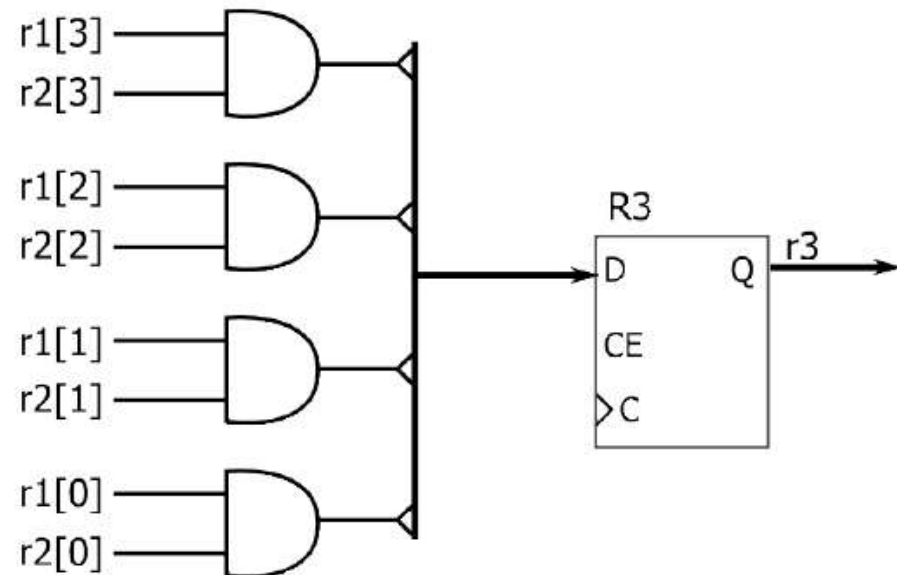 r1[3]
r2[3]
r1[2]
r2[2]
R3
D
Q
r3
CE
C
r1[1]
r2[1]
r1[0]
r2[0]